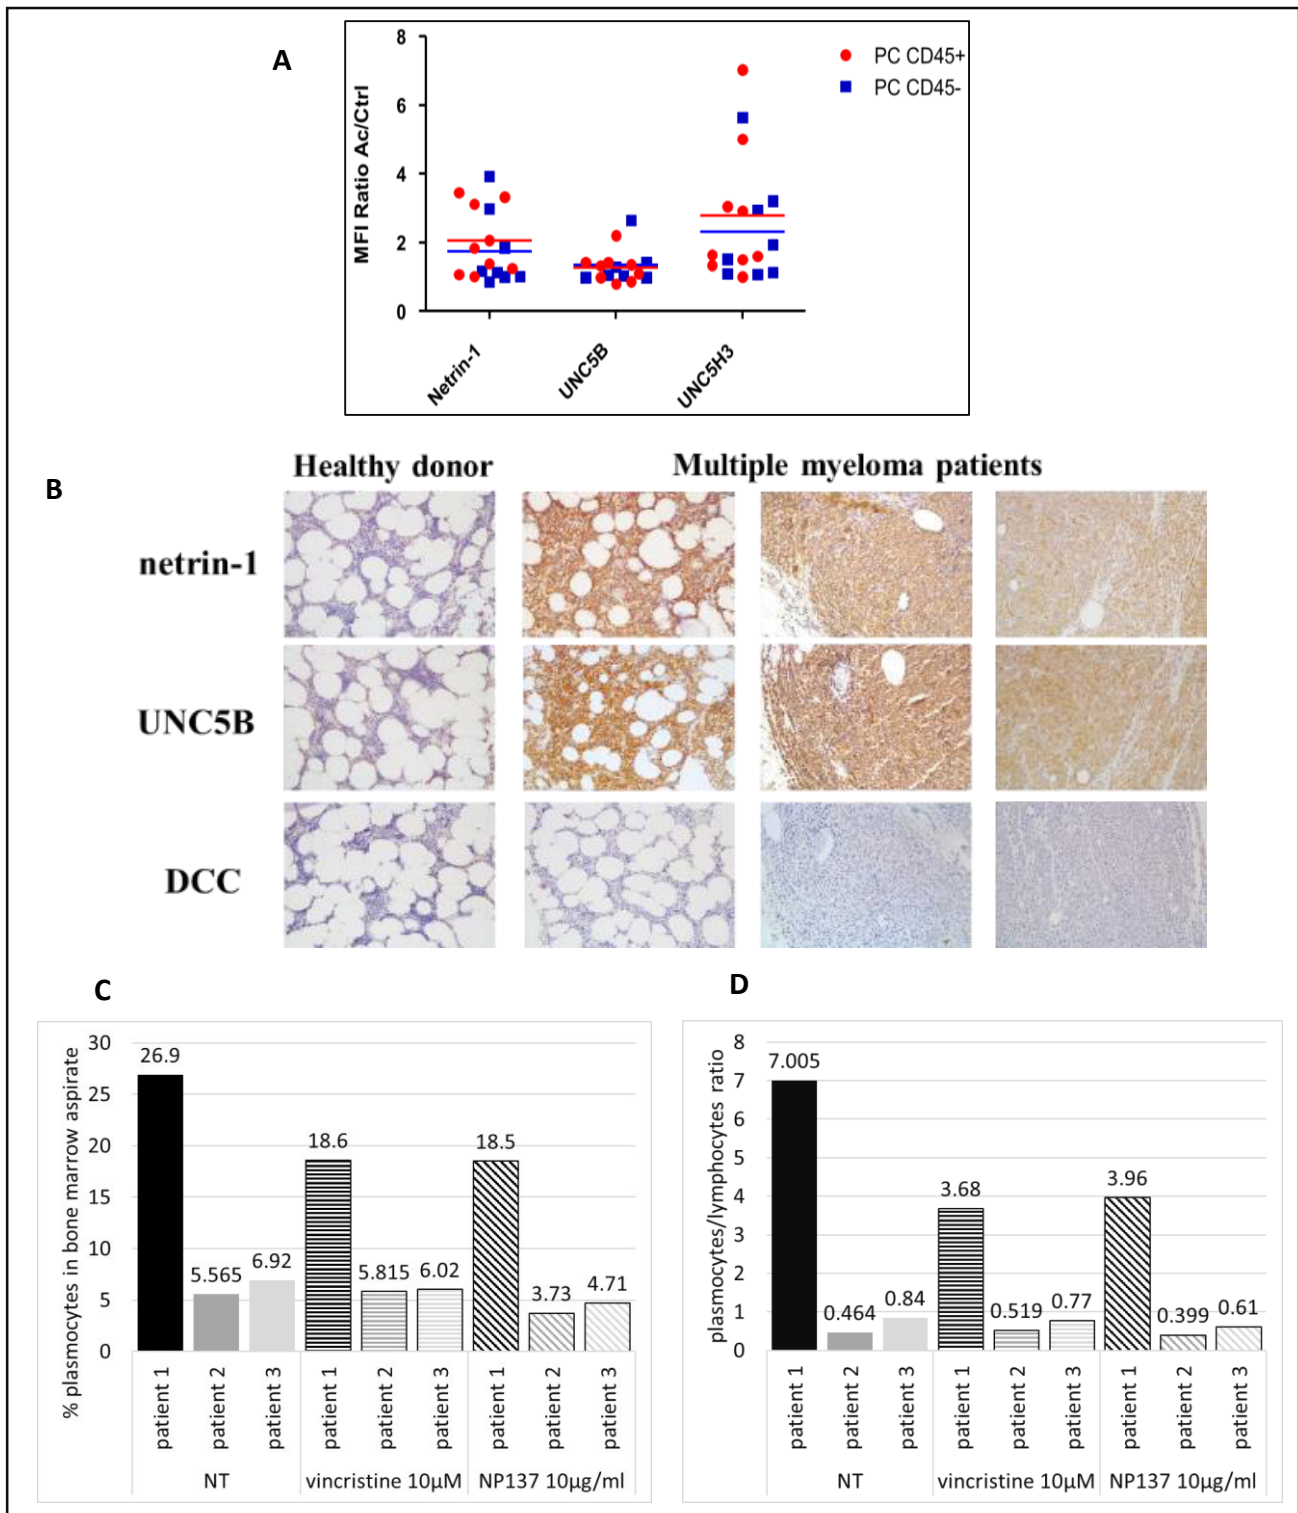 A
8
6
4
2
0
MFI Ratio Ac/Ctrl
PC CD45+
PC CD45-
Netrin-1
UNC5B
UNC5H3
B
Healthy donor
Multiple myeloma patients
netrin-1
UNC5B
DCC
C
% plasmocytes in bone marrow aspirate
30
25
20
15
10
5
0
26.9
5.565
6.92
18.6
5.815
6.02
18.5
3.73
4.71
patient 1
patient 2
patient 3
patient 1
patient 2
patient 3
patient 1
patient 2
patient 3
NT
vincristine 10μM
NP137 10μg/ml
D
plasmocytes/lymphocytes ratio
8
7
6
5
4
3
2
1
0
7.005
0.464
0.84
3.68
0.519
0.77
3.96
0.399
0.61
patient 1
patient 2
patient 3
patient 1
patient 2
patient 3
patient 1
patient 2
patient 3
NT
vincristine 10μM
NP137 10μg/ml